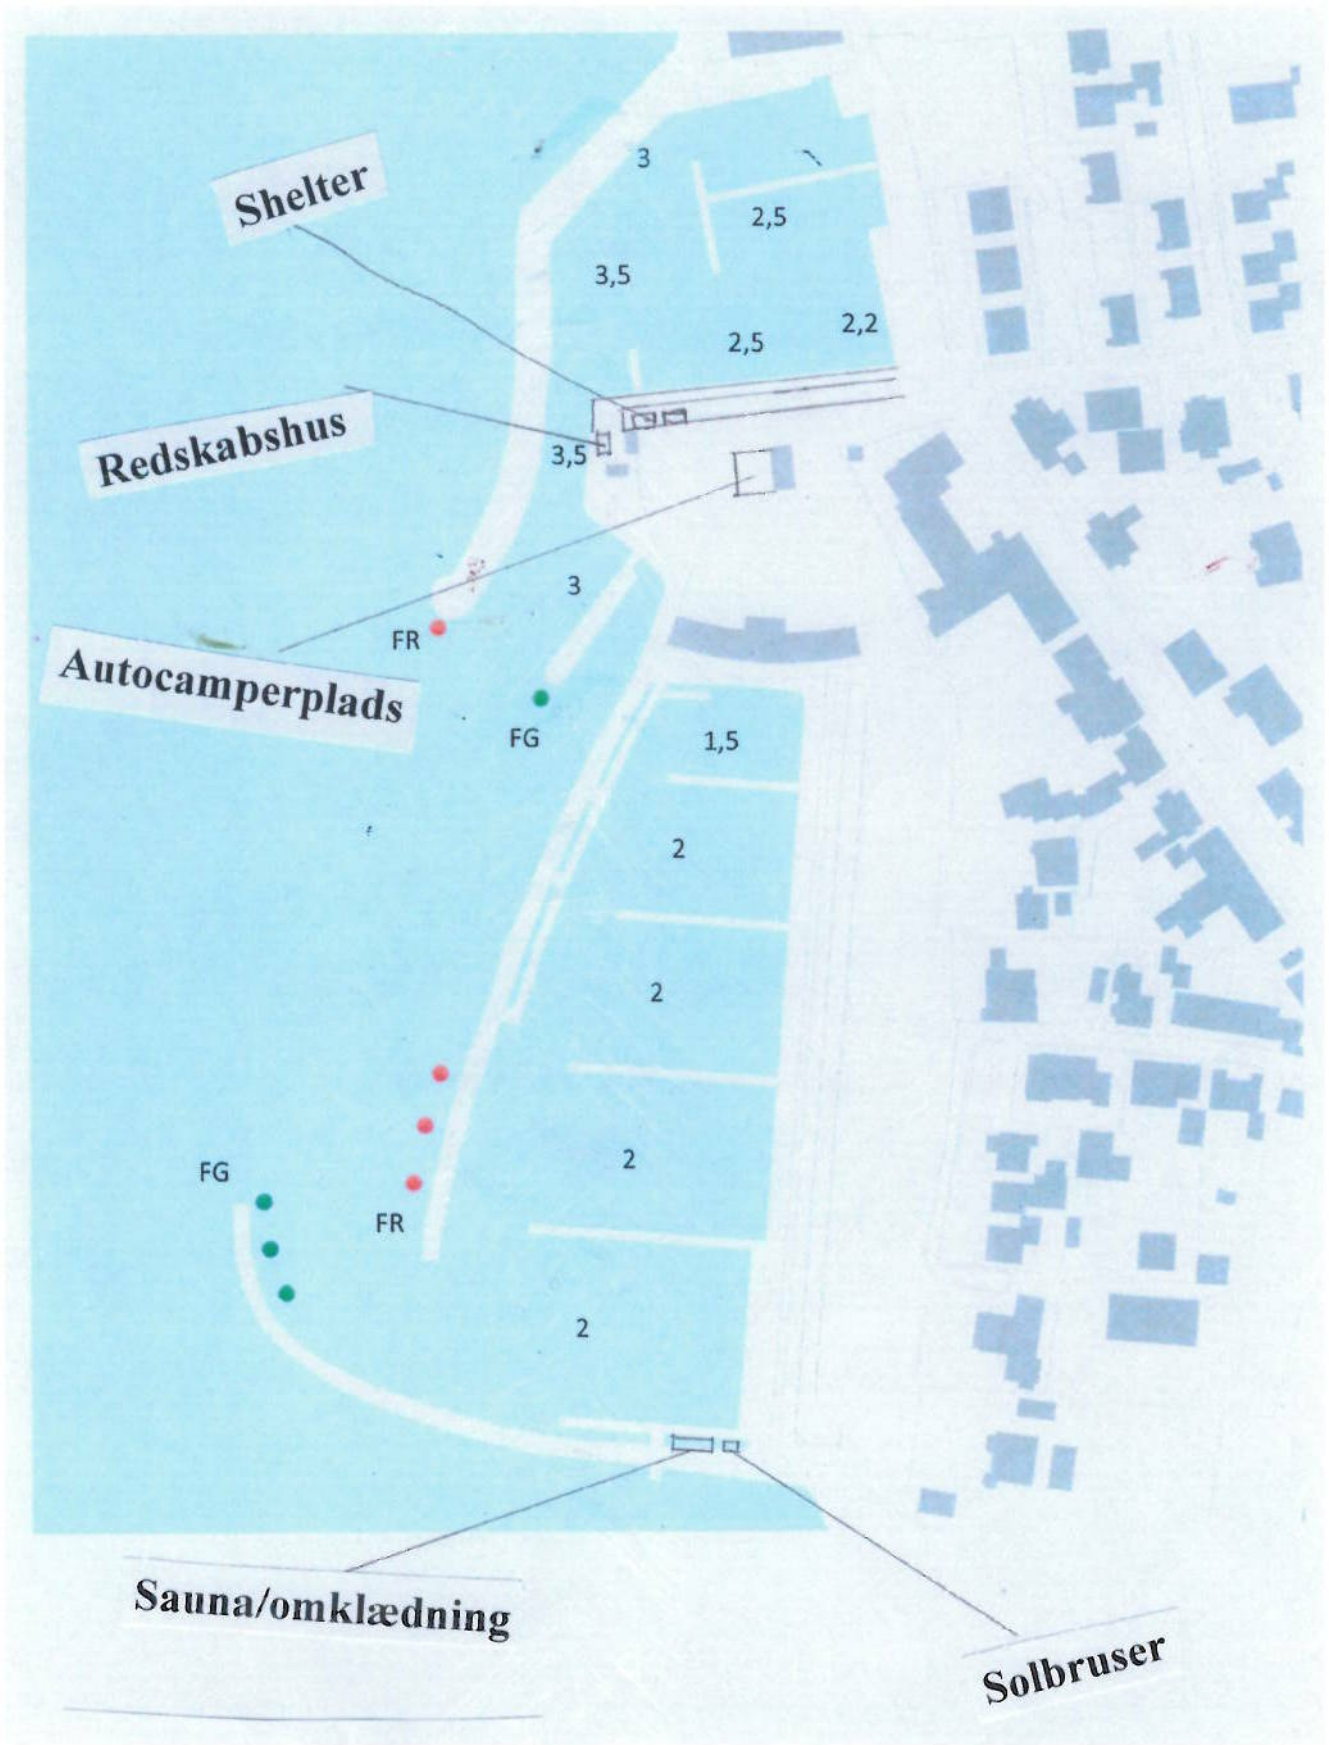 3
Shelter
2,5
3,5
2,2
2,5
Redskabshus
3,5
3
FR
Autocamperplads
FG
1,5
2
2
2
FG
FR
2
Sauna/omklædning
Solbruser